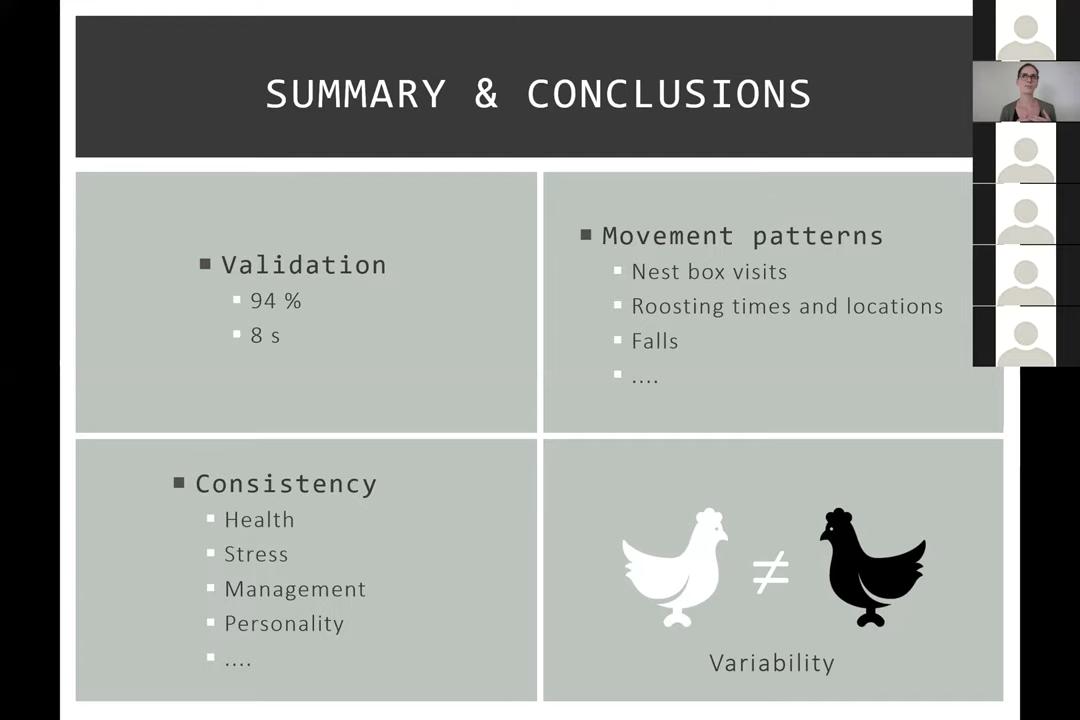 SUMMARY & CONCLUSIONS
Validation
94 %
8 s
Movement patterns
Nest box visits
Roosting times and locations
Falls
....
Consistency
Health
Stress
Management
Personality
....
≠
Variability